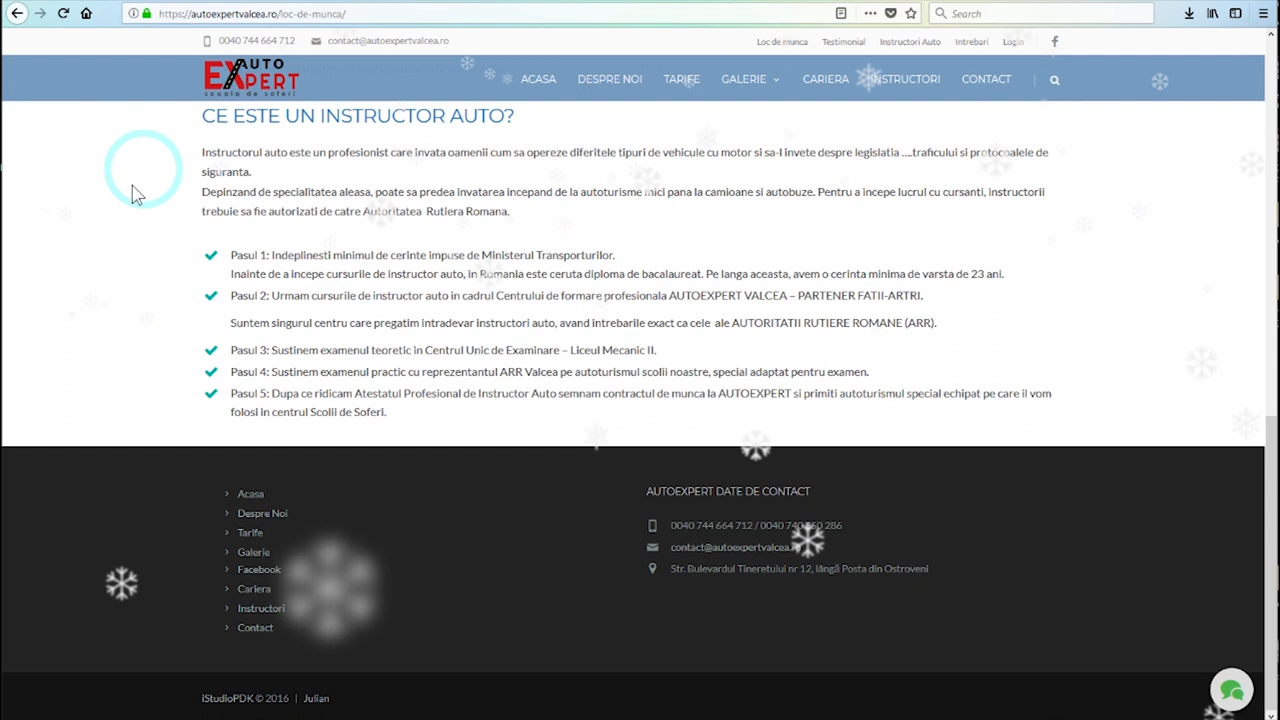 https://autoexpertvalcea.ro/loc-de-munca/
Search
0040 744 664 712
contact@autoexpertvalcea.ro
Loc de munca
Testimonial
Instructori Auto
Intrebari
Login
AUTO
EXPERT
scoala de soferi
ACASA
DESPRE NOI
TARIFE
GALERIE
CARIERA
INSTRUCTORI
CONTACT
CE ESTE UN INSTRUCTOR AUTO?
Instructorul auto este un profesionist care invata oamenii cum sa opereze diferitele tipuri de vehicule cu motor si sa-l invete despre legislatia ….traficului si protocoalele de
siguranta.
Depinzand de specialitatea aleasa, poate sa predea invatarea incepand de la autoturisme mici pana la camioane si autobuze. Pentru a incepe lucrul cu cursanti, instructorii
trebuie sa fie autorizati de catre Autoritatea Rutiera Romana.
Pasul 1: Indeplinesti minimul de cerinte impuse de Ministerul Transporturilor.
Inainte de a incepe cursurile de instructor auto, in Romania este ceruta diploma de bacalaureat. Pe langa aceasta, avem o cerinta minima de varsta de 23 ani.
Pasul 2: Urmam cursurile de instructor auto in cadrul Centrului de formare profesionala AUTOEXPERT VALCEA – PARTENER FATII-ARTRI.
Suntem singurul centru care pregatim intradevar instructori auto, avand intrebarile exact ca cele ale AUTORITATII RUTIERE ROMANE (ARR).
Pasul 3: Sustinem examenul teoretic in Centrul Unic de Examinare – Liceul Mecanic II.
Pasul 4: Sustinem examenul practic cu reprezentantul ARR Valcea pe autoturismul scolii noastre, special adaptat pentru examen.
Pasul 5: Dupa ce ridicam Atestatul Profesional de Instructor Auto semnam contractul de munca la AUTOEXPERT si primiti autoturismul special echipat pe care il vom
folosi in centrul Scolii de Soferi.
Acasa
Despre Noi
Tarife
Galerie
Facebook
Cariera
Instructori
Contact
AUTOEXPERT DATE DE CONTACT
0040 744 664 712 / 0040 286
contact@autoexpertvalcea.
Str. Bulevardul Tineretului nr 12, lângă Posta din Ostroveni
iStudioPDK © 2016 | Julian